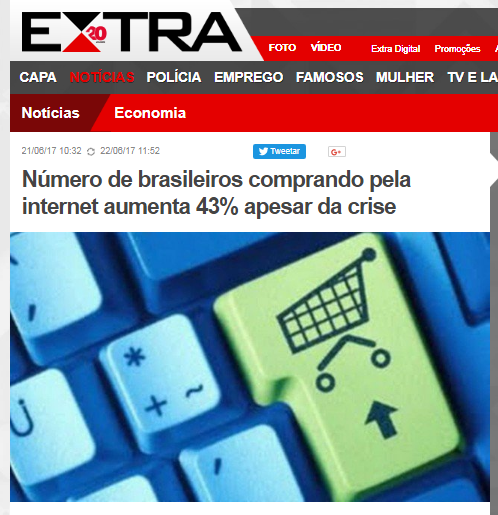 EXTRA
20
FOTO VÍDEO Extra Digital Promoções
CAPA NOTÍCIAS POLÍCIA EMPREGO FAMOSOS MULHER TV E LA
Notícias Economia
21/06/17 10:32 22/06/17 11:52 Tweetar G+
Número de brasileiros comprando pela
internet aumenta 43% apesar da crise
* + ~